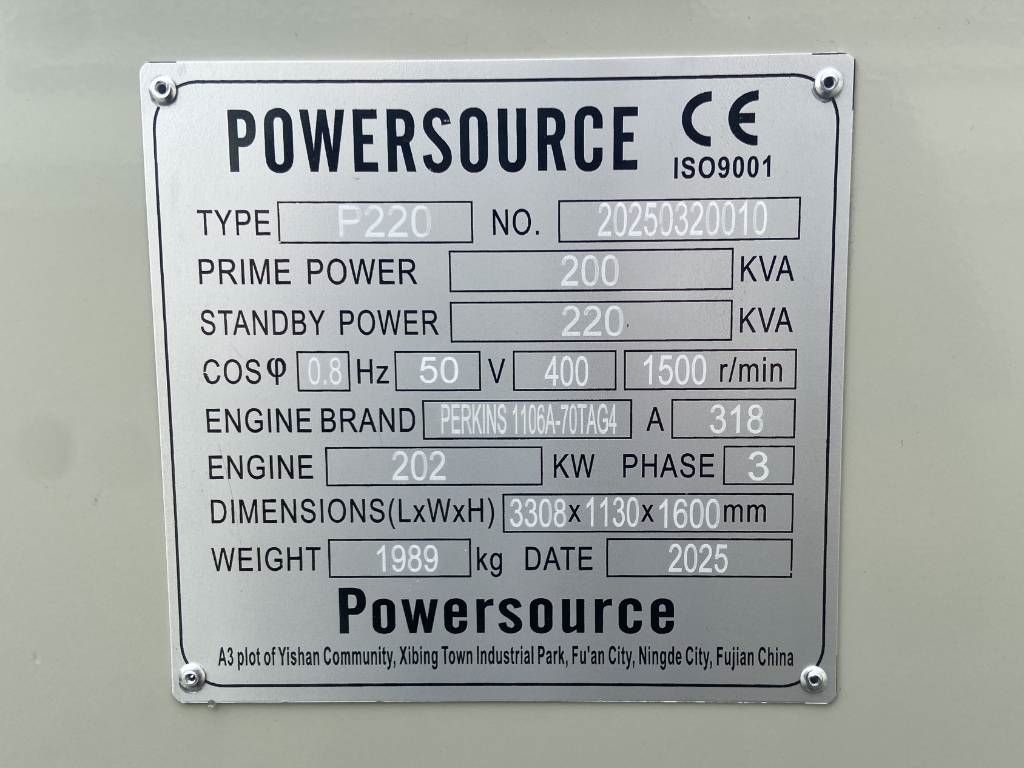 POWERSOURCE CE
ISO9001
TYPE P220 NO. 20250320010
PRIME POWER 200 KVA
STANDBY POWER 220 KVA
COSφ 0.8 Hz 50 V 400 1500 r/min
ENGINE BRAND PERKINS 1106A-70TAG4 A 318
ENGINE 202 KW PHASE 3
DIMENSIONS(LxWxH) 3308x1130x1600mm
WEIGHT 1989 kg DATE 2025
Powersource
A3 plot of Yishan Community, Xibing Town Industrial Park, Fu'an City, Ningde City, Fujian China